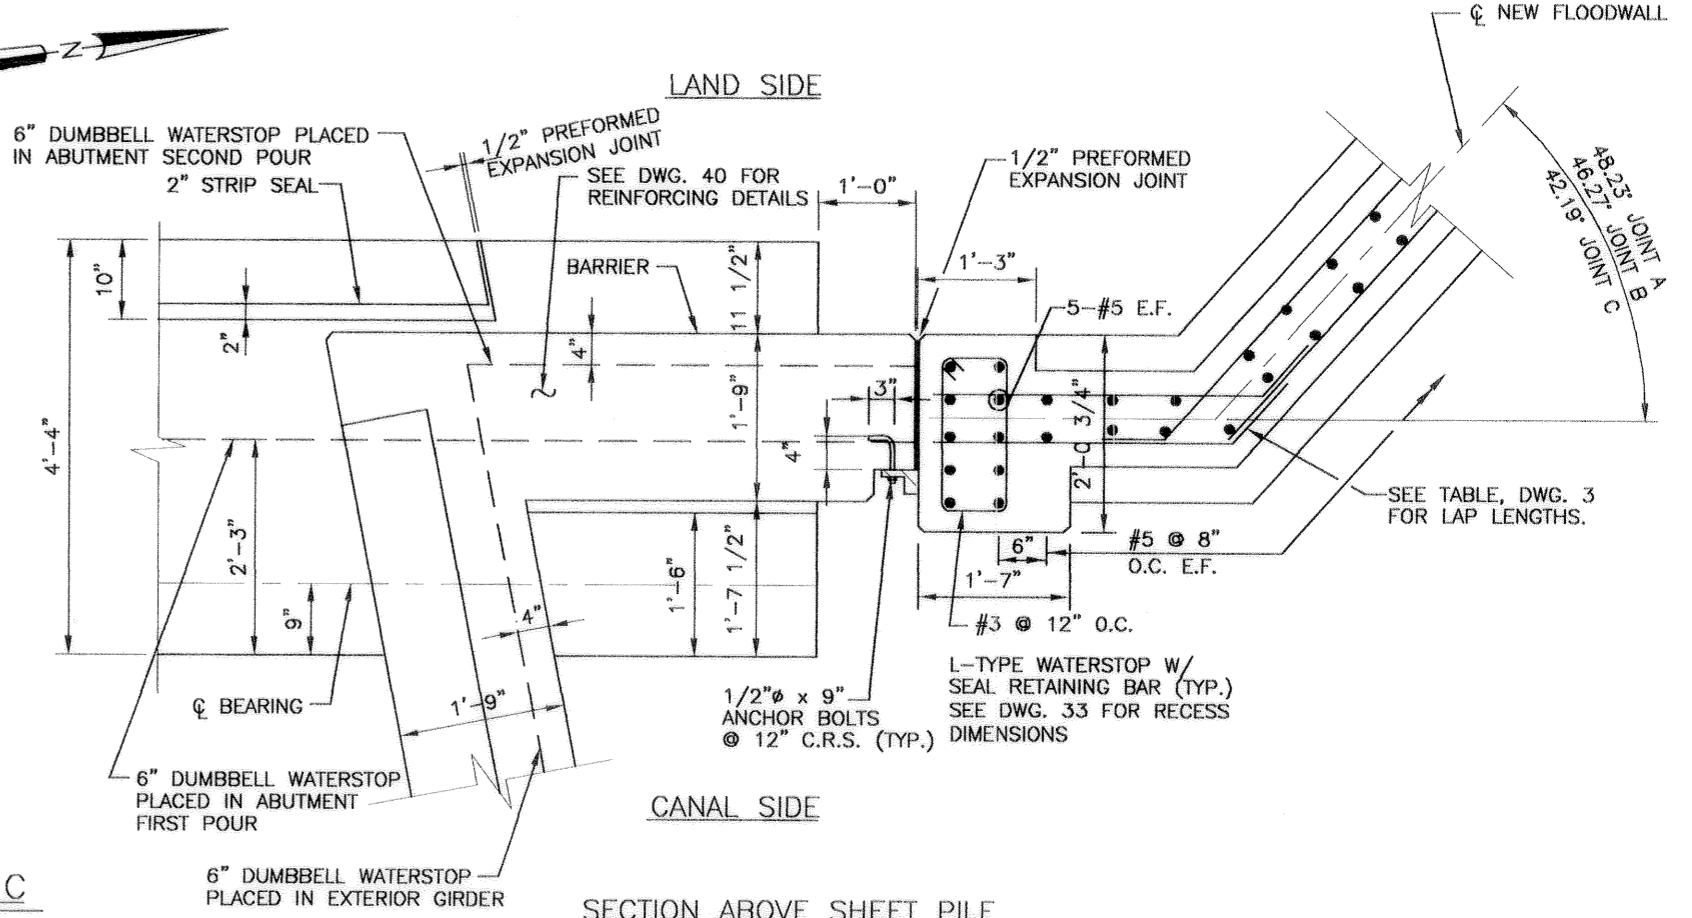 ℄ NEW FLOODWALL
N
LAND SIDE
6" DUMBBELL WATERSTOP PLACED
IN ABUTMENT SECOND POUR
1/2" PREFORMED
EXPANSION JOINT
2" STRIP SEAL
SEE DWG. 40 FOR
REINFORCING DETAILS
1'-0"
1/2" PREFORMED
EXPANSION JOINT
48.23° JOINT A
46.27° JOINT B
42.19° JOINT C
10"
BARRIER
11 1/2"
1'-3"
5-#5 E.F.
2"
4"
4'-4"
1'-9"
3"
4"
2'-0 3/4"
SEE TABLE, DWG. 3
FOR LAP LENGTHS.
2'-3"
9"
4"
1'-6"
1'-7 1/2"
6"
#5 @ 8"
O.C. E.F.
1'-7"
#3 @ 12" O.C.
℄ BEARING
1'-9"
1/2"ø x 9"
ANCHOR BOLTS
@ 12" C.R.S. (TYP.)
L-TYPE WATERSTOP W/
SEAL RETAINING BAR (TYP.)
SEE DWG. 33 FOR RECESS
DIMENSIONS
6" DUMBBELL WATERSTOP
PLACED IN ABUTMENT
FIRST POUR
CANAL SIDE
6" DUMBBELL WATERSTOP
PLACED IN EXTERIOR GIRDER
C
SECTION ABOVE SHEET PILE